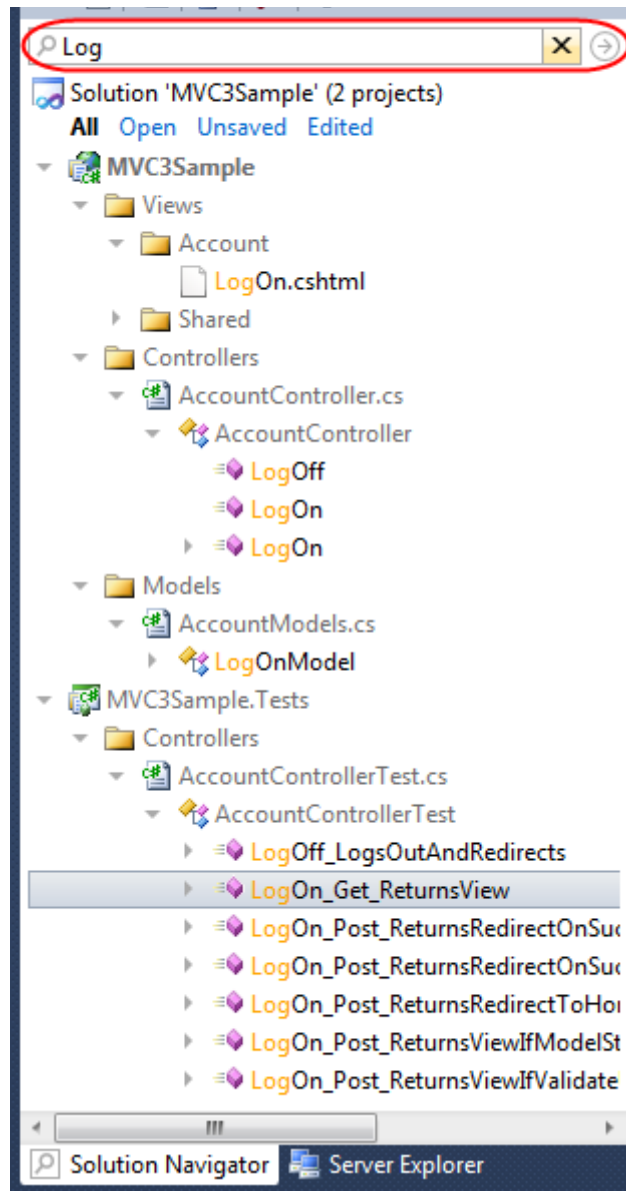 Log
Solution 'MVC3Sample' (2 projects)
All Open Unsaved Edited
MVC3Sample
Views
Account
LogOn.cshtml
Shared
Controllers
AccountController.cs
AccountController
LogOff
LogOn
LogOn
Models
AccountModels.cs
LogOnModel
MVC3Sample.Tests
Controllers
AccountControllerTest.cs
AccountControllerTest
LogOff_LogsOutAndRedirects
LogOn_Get_ReturnsView
LogOn_Post_ReturnsRedirectOnSuc
LogOn_Post_ReturnsRedirectOnSuc
LogOn_Post_ReturnsRedirectToHor
LogOn_Post_ReturnsViewIfModelSt
LogOn_Post_ReturnsViewIfValidate
Solution Navigator Server Explorer